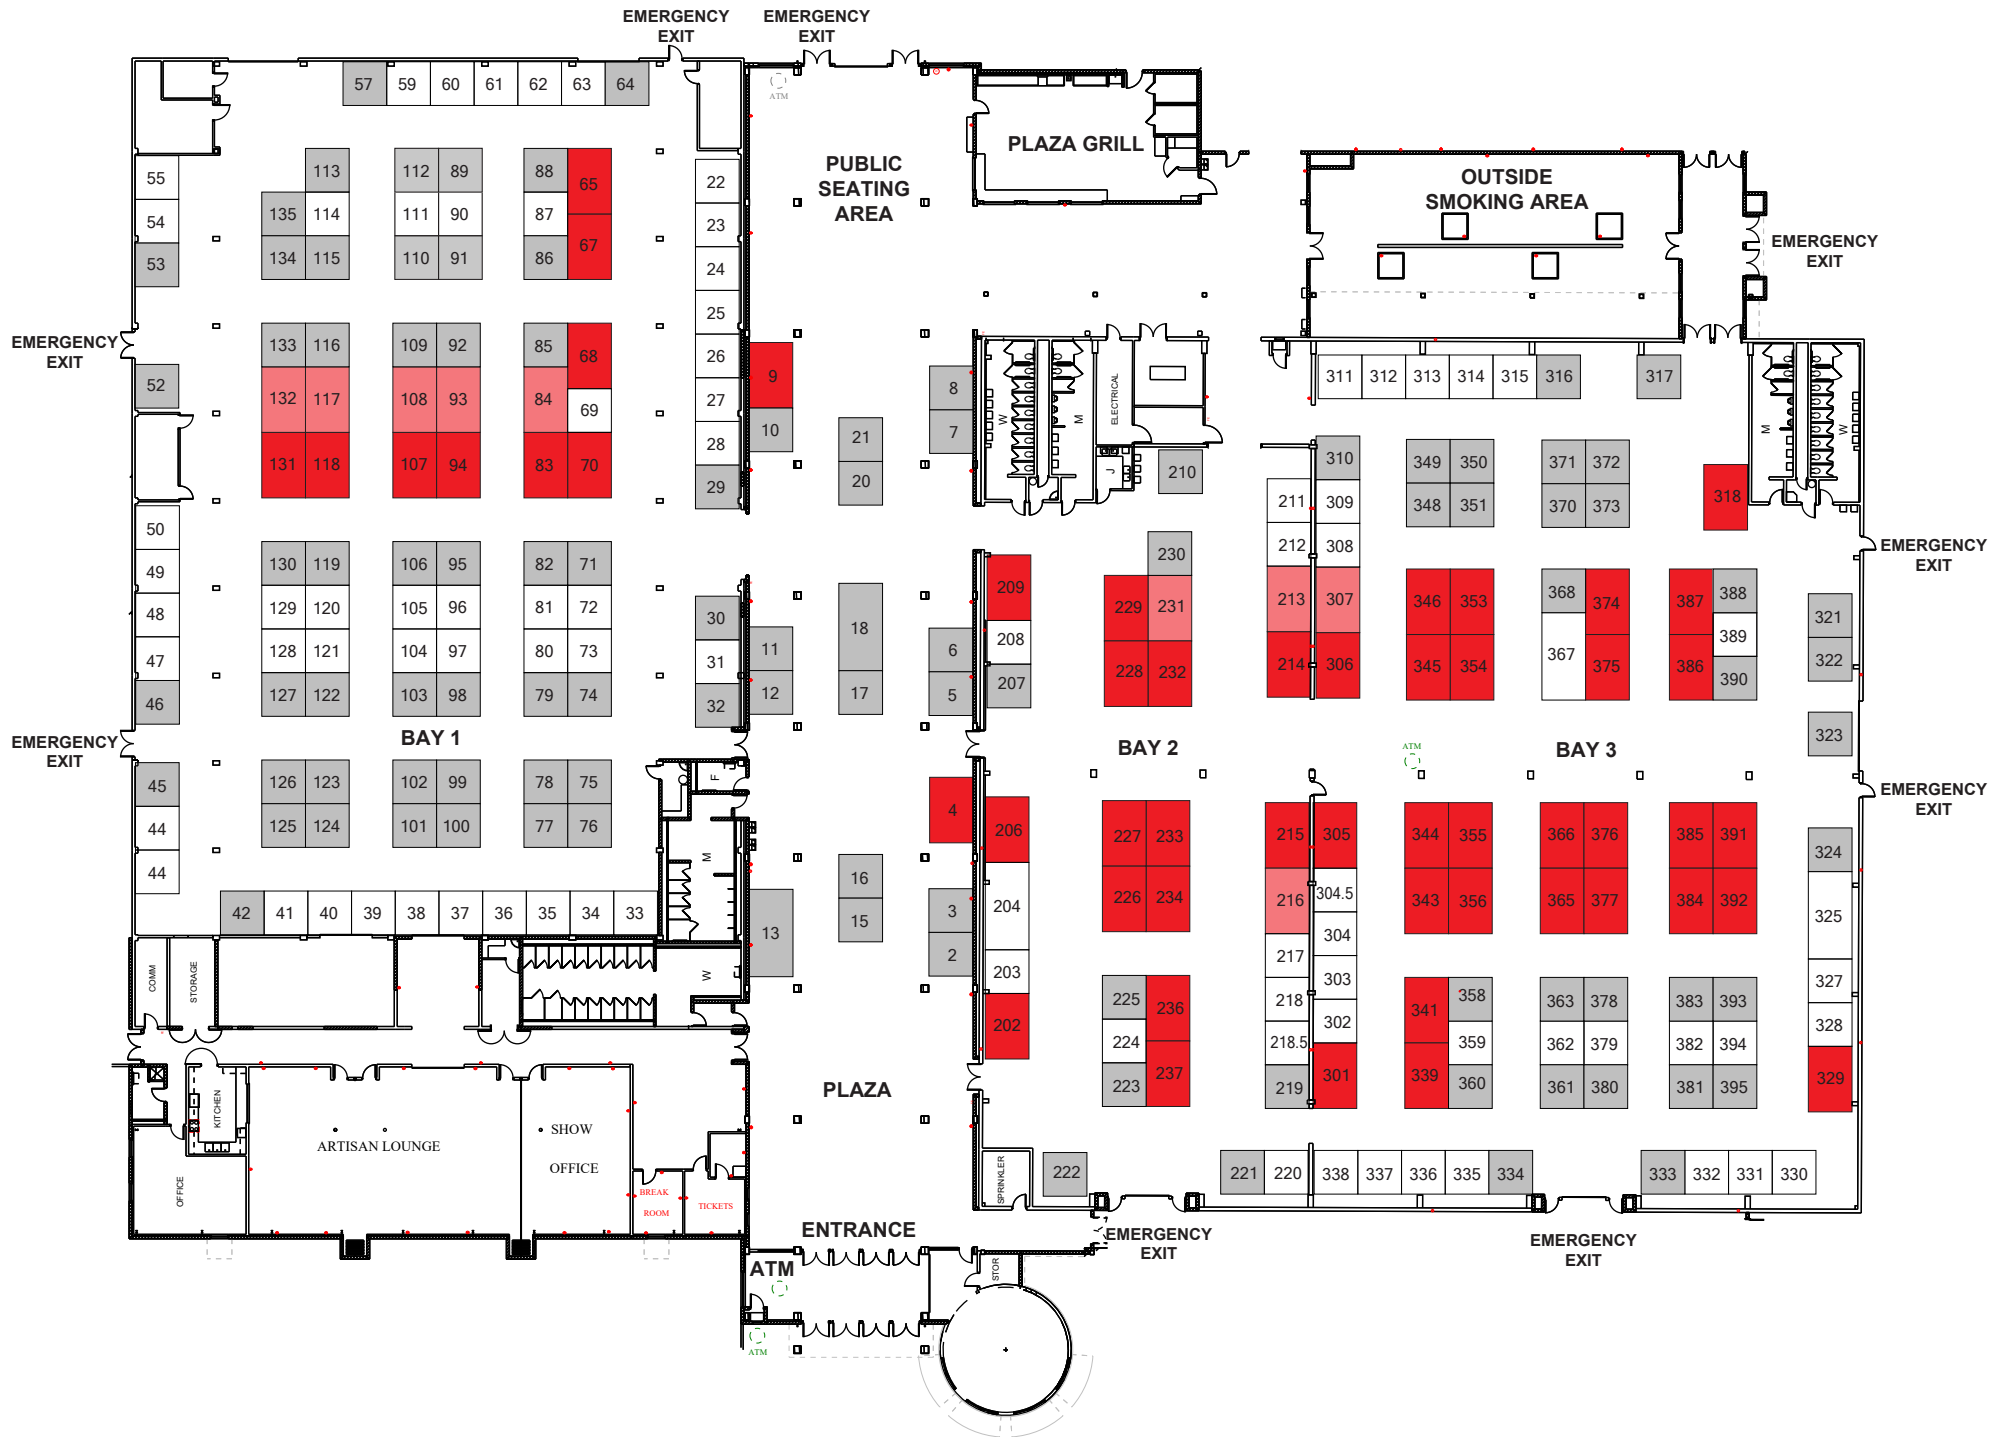 EMERGENCY
EXIT
EMERGENCY
EXIT
57 59 60 61 62 63 64
ATM
PLAZA GRILL
PUBLIC
SEATING
AREA
OUTSIDE
SMOKING AREA
EMERGENCY
EXIT
55
54
53
113 112 89 88 65
135 114 111 90 87
134 115 110 91 86 67
22
23
24
25
26
27
28
29
EMERGENCY
EXIT
52
133 116 109 92 85 68
132 117 108 93 84 69
131 118 107 94 83 70
9
10
8
7
21
20
W
M
ELECTRICAL
J
210
311 312 313 314 315 316 317
M
W
310
211 309
212 308
213 307
214 306
349 350 371 372
348 351 370 373
318
EMERGENCY
EXIT
50
49
48
47
46
130 119 106 95 82 71
129 120 105 96 81 72
128 121 104 97 80 73
127 122 103 98 79 74
30
31
32
11
12
18
17
6
5
209
208
207
230
229 231
228 232
346 353 368 374 387 388
367 389
345 354 375 386 390
321
322
323
EMERGENCY
EXIT
BAY 1
BAY 2
BAY 3
ATM
EMERGENCY
EXIT
45
44
44
126 123 102 99 78 75
125 124 101 100 77 76
F
M
W
4
16
15
13
3
2
206
204
203
202
227 233
226 234
215 305
216 304.5
304
217
303
218
302
218.5
219 301
344 355 366 376 385 391
343 356 365 377 384 392
324
325
327
328
329
42 41 40 39 38 37 36 35 34 33
225 236
224
223 237
341 358 363 378 383 393
359 362 379 382 394
339 360 361 380 381 395
COMM
STORAGE
KITCHEN
OFFICE
ARTISAN LOUNGE
SHOW
OFFICE
BREAK
ROOM
TICKETS
PLAZA
SPRINKLER
222
221 220 338 337 336 335 334
333 332 331 330
ENTRANCE
EMERGENCY
EXIT
EMERGENCY
EXIT
ATM
STOR
ATM